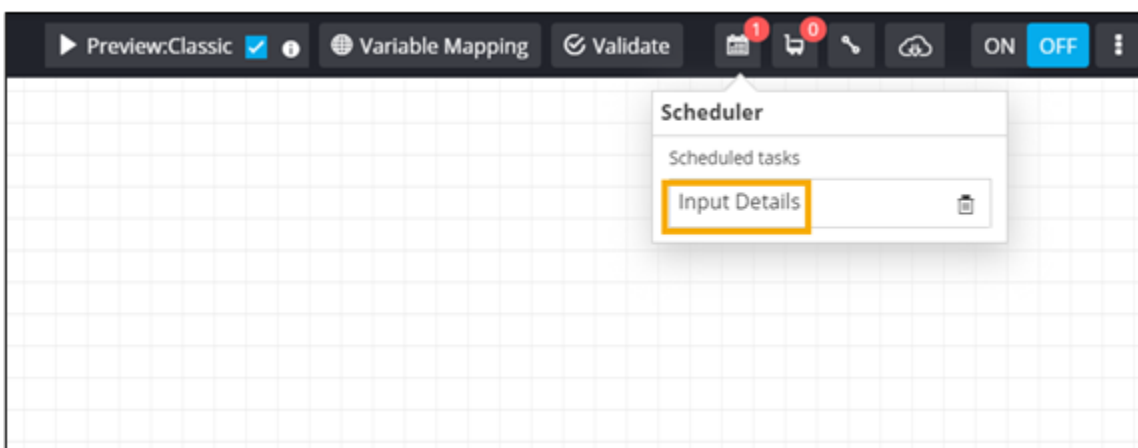 Preview:Classic
Variable Mapping
Validate
1
0
ON
OFF
Scheduler
Scheduled tasks
Input Details